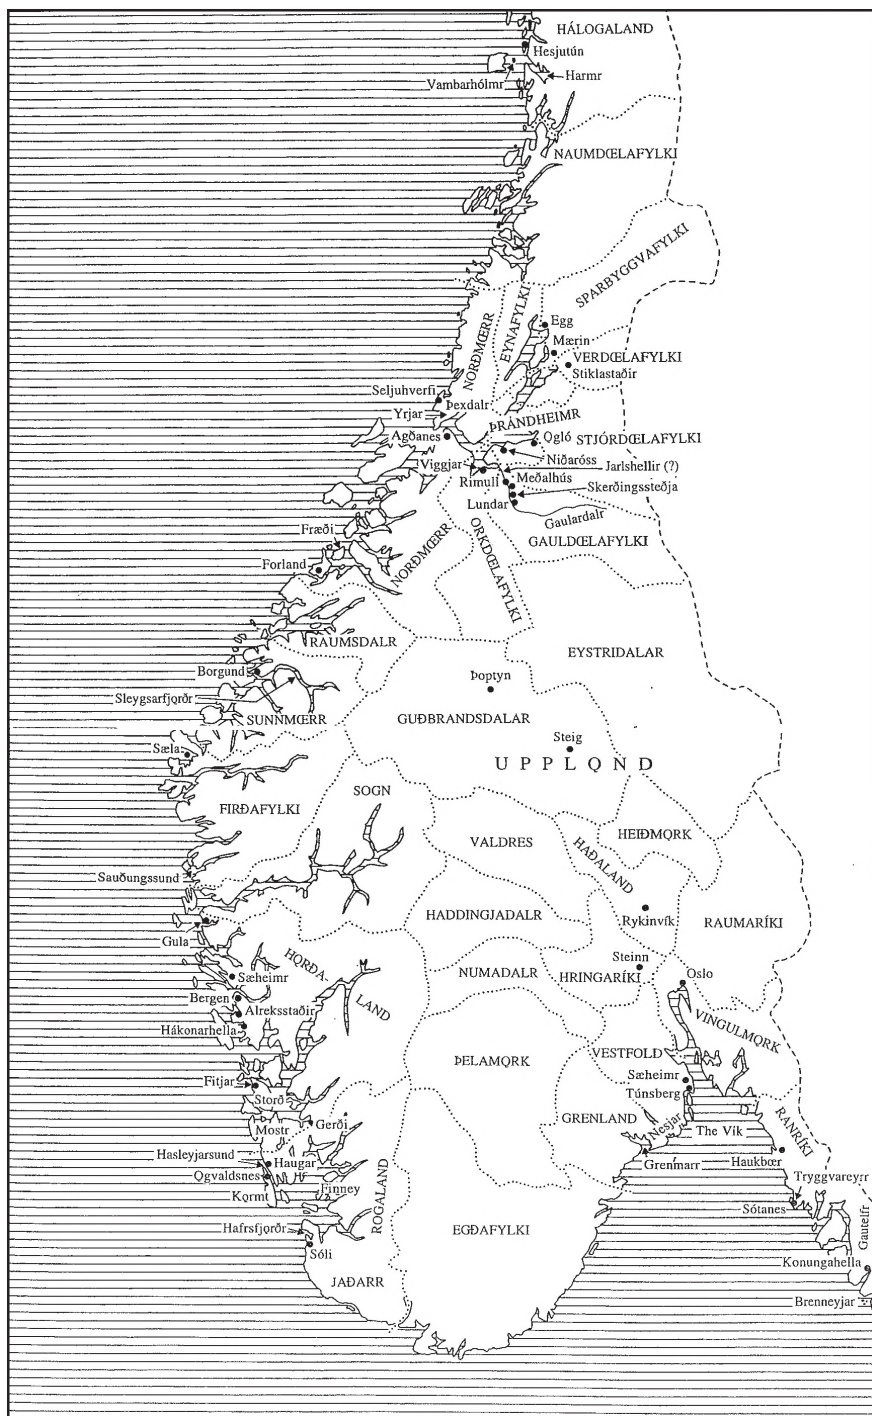 HÁLOGALAND
Hesjutún
Harmr
Vambarhólmr
NAUMDŒLAFYLKI
SPARBYGGVAFYLKI
EYNAFYLKI
NORÐMŒRR
Egg
Mærin
VERDŒLAFYLKI
Stiklastaðir
Seljuhverfi
Þexdalr
Yrjar
ÞRÁNDHEIMR
Agðanes
Ǫgló
STJÓRDŒLAFYLKI
Niðaróss
Viggjar
Jarlshellir (?)
Rimull
Meðalhús
Skerðingssteðja
Lundar
Gaulardalr
GAULDŒLAFYLKI
ORKDŒLAFYLKI
NORÐMŒRR
Fræði
Forland
RAUMSDALR
EYSTRIDALAR
Borgund
Þoptyn
Sleygsarfjǫrðr
SUNNMŒRR
GUÐBRANDSDALAR
Steig
Sæla
UPPLǪND
SOGN
FIRÐAFYLKI
VALDRES
HAÐALAND
HEIÐMǪRK
Sauðungssund
HADDINGJADALR
Rykinvík
RAUMARÍKI
Gula
HǪRÐA-
LAND
Steinn
NUMADALR
HRINGARÍKI
Sæheimr
Oslo
Bergen
Alreksstaðir
Hákonarhella
VINGULMǪRK
ÞELAMǪRK
VESTFOLD
Fitjar
Storð
Sæheimr
Túnsberg
GRENLAND
Nesjar
The Vík
RANRÍKI
Mostr
Gerði
Hasleyjarsund
Haugar
Grenmarr
Haukbœr
Ǫgvaldsnes
Tryggvareyrr
Finney
Kǫrmt
ROGALAND
Sótanes
Hafrsfjǫrðr
EGÐAFYLKI
Gautelfr
Sóli
Konungahella
JAÐARR
Brenneyjar